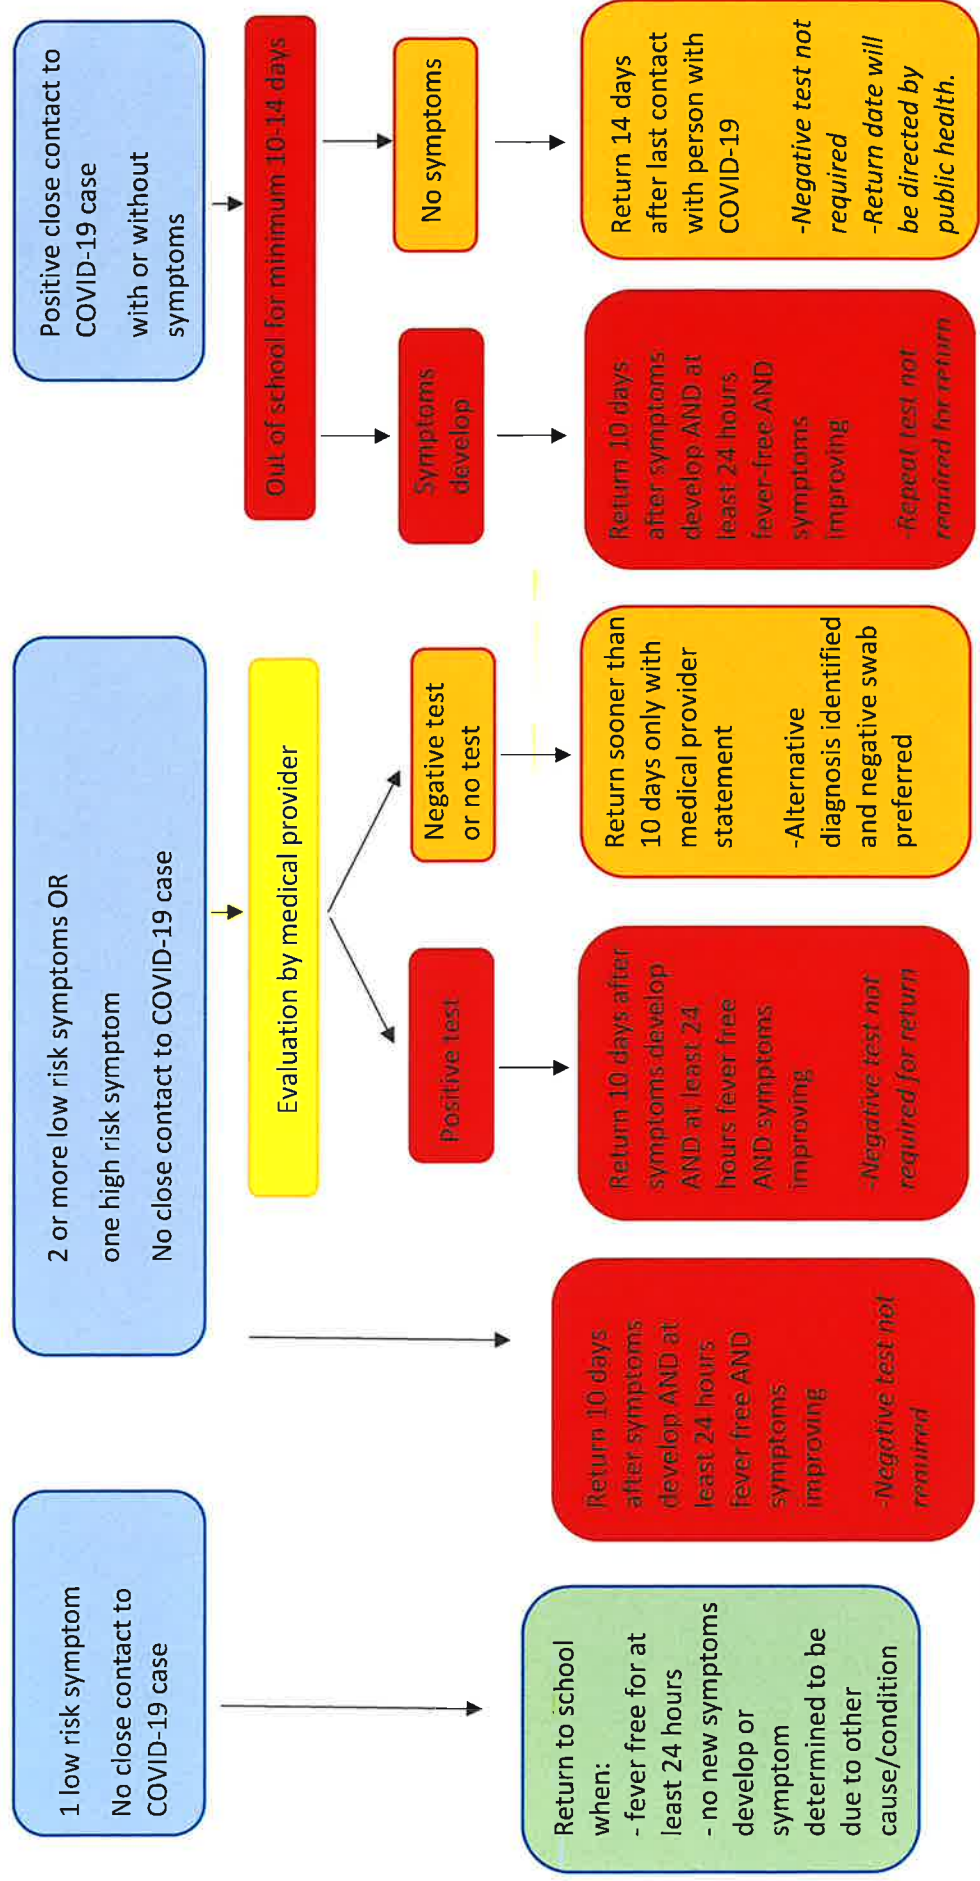 1 low risk symptom
No close contact to
COVID-19 case
Return to school
when:
- fever free for at
least 24 hours
- no new symptoms
develop or
symptom
determined to be
due to other
cause/condition
2 or more low risk symptoms OR
one high risk symptom
No close contact to COVID-19 case
Return 10 days
after symptoms
develop AND at
least 24 hours
fever free AND
symptoms
improving
-Negative test not
required
Evaluation by medical provider
Positive test
Return 10 days after
symptoms develop
AND at least 24
hours fever free
AND symptoms
improving
-Negative test not
required for return
Negative test
or no test
Return sooner than
10 days only with
medical provider
statement
-Alternative
diagnosis identified
and negative swab
preferred
Positive close contact to
COVID-19 case
with or without
symptoms
Out of school for minimum 10-14 days
Symptoms
develop
Return 10 days
after symptoms
develop AND at
least 24 hours
fever-free AND
symptoms
improving
-Repeat test not
required for return
No symptoms
Return 14 days
after last contact
with person with
COVID-19
-Negative test not
required
-Return date will
be directed by
public health.